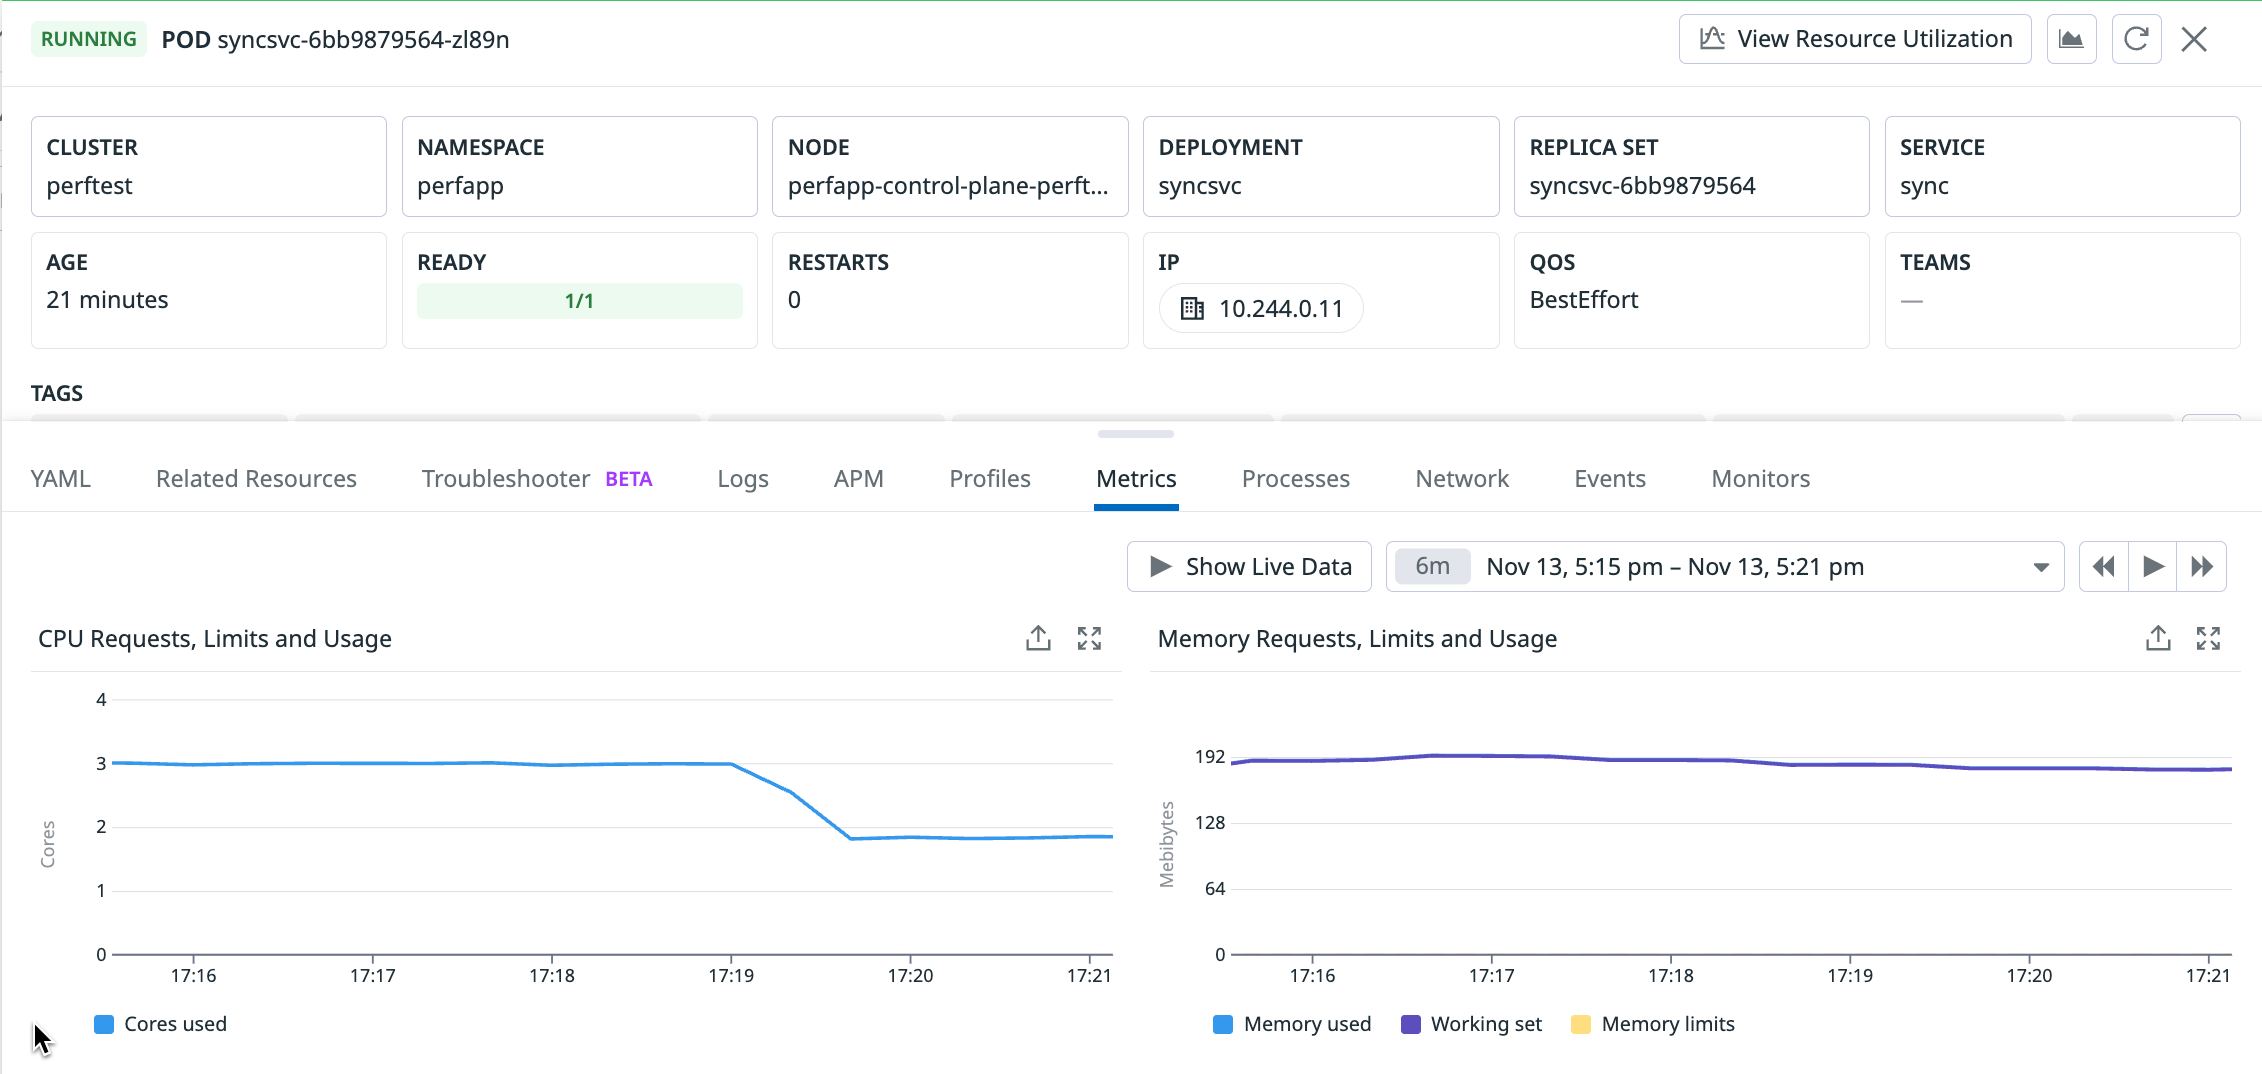 RUNNING POD syncsvc-6bb9879564-zl89n View Resource Utilization
CLUSTER NAMESPACE NODE DEPLOYMENT REPLICA SET SERVICE
perftest perfapp perfapp-control-plane-perft... syncsvc syncsvc-6bb9879564 sync
AGE READY RESTARTS IP QOS TEAMS
21 minutes 1/1 0 10.244.0.11 BestEffort —
TAGS
YAML Related Resources Troubleshooter BETA Logs APM Profiles Metrics Processes Network Events Monitors
Show Live Data 6m Nov 13, 5:15 pm – Nov 13, 5:21 pm
CPU Requests, Limits and Usage
4
3
2
1
0
Cores
17:16 17:17 17:18 17:19 17:20 17:21
Cores used
Memory Requests, Limits and Usage
192
128
64
0
Mebibytes
17:16 17:17 17:18 17:19 17:20 17:21
Memory used Working set Memory limits